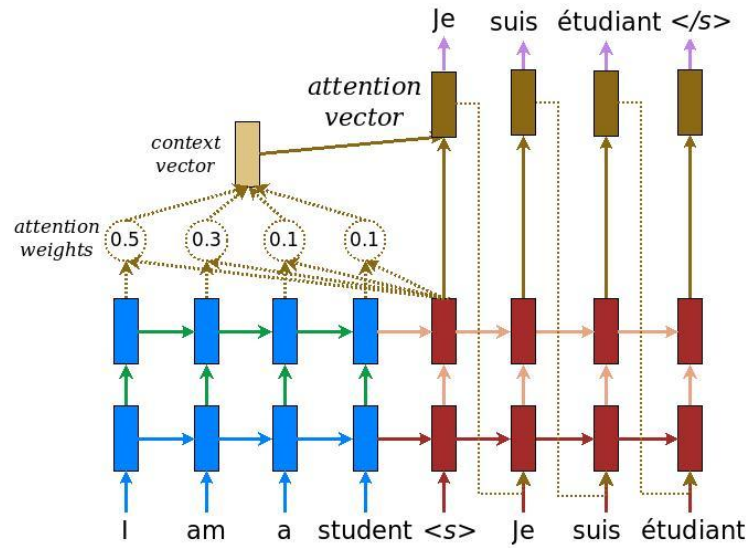 Je suis étudiant </s>
attention
vector
context
vector
attention
weights
0.5 0.3 0.1 0.1
I am a student <s> Je suis étudiant